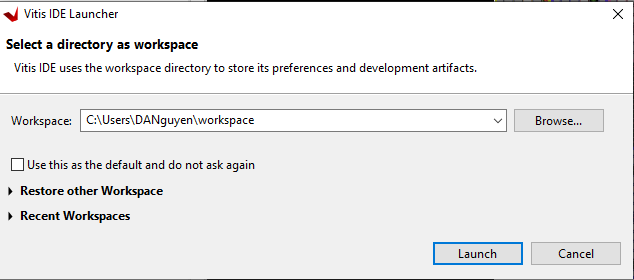 Vitis IDE Launcher
Select a directory as workspace
Vitis IDE uses the workspace directory to store its preferences and development artifacts.
Workspace: C:\Users\DANguyen\workspace Browse...
Use this as the default and do not ask again
Restore other Workspace
Recent Workspaces
Launch Cancel